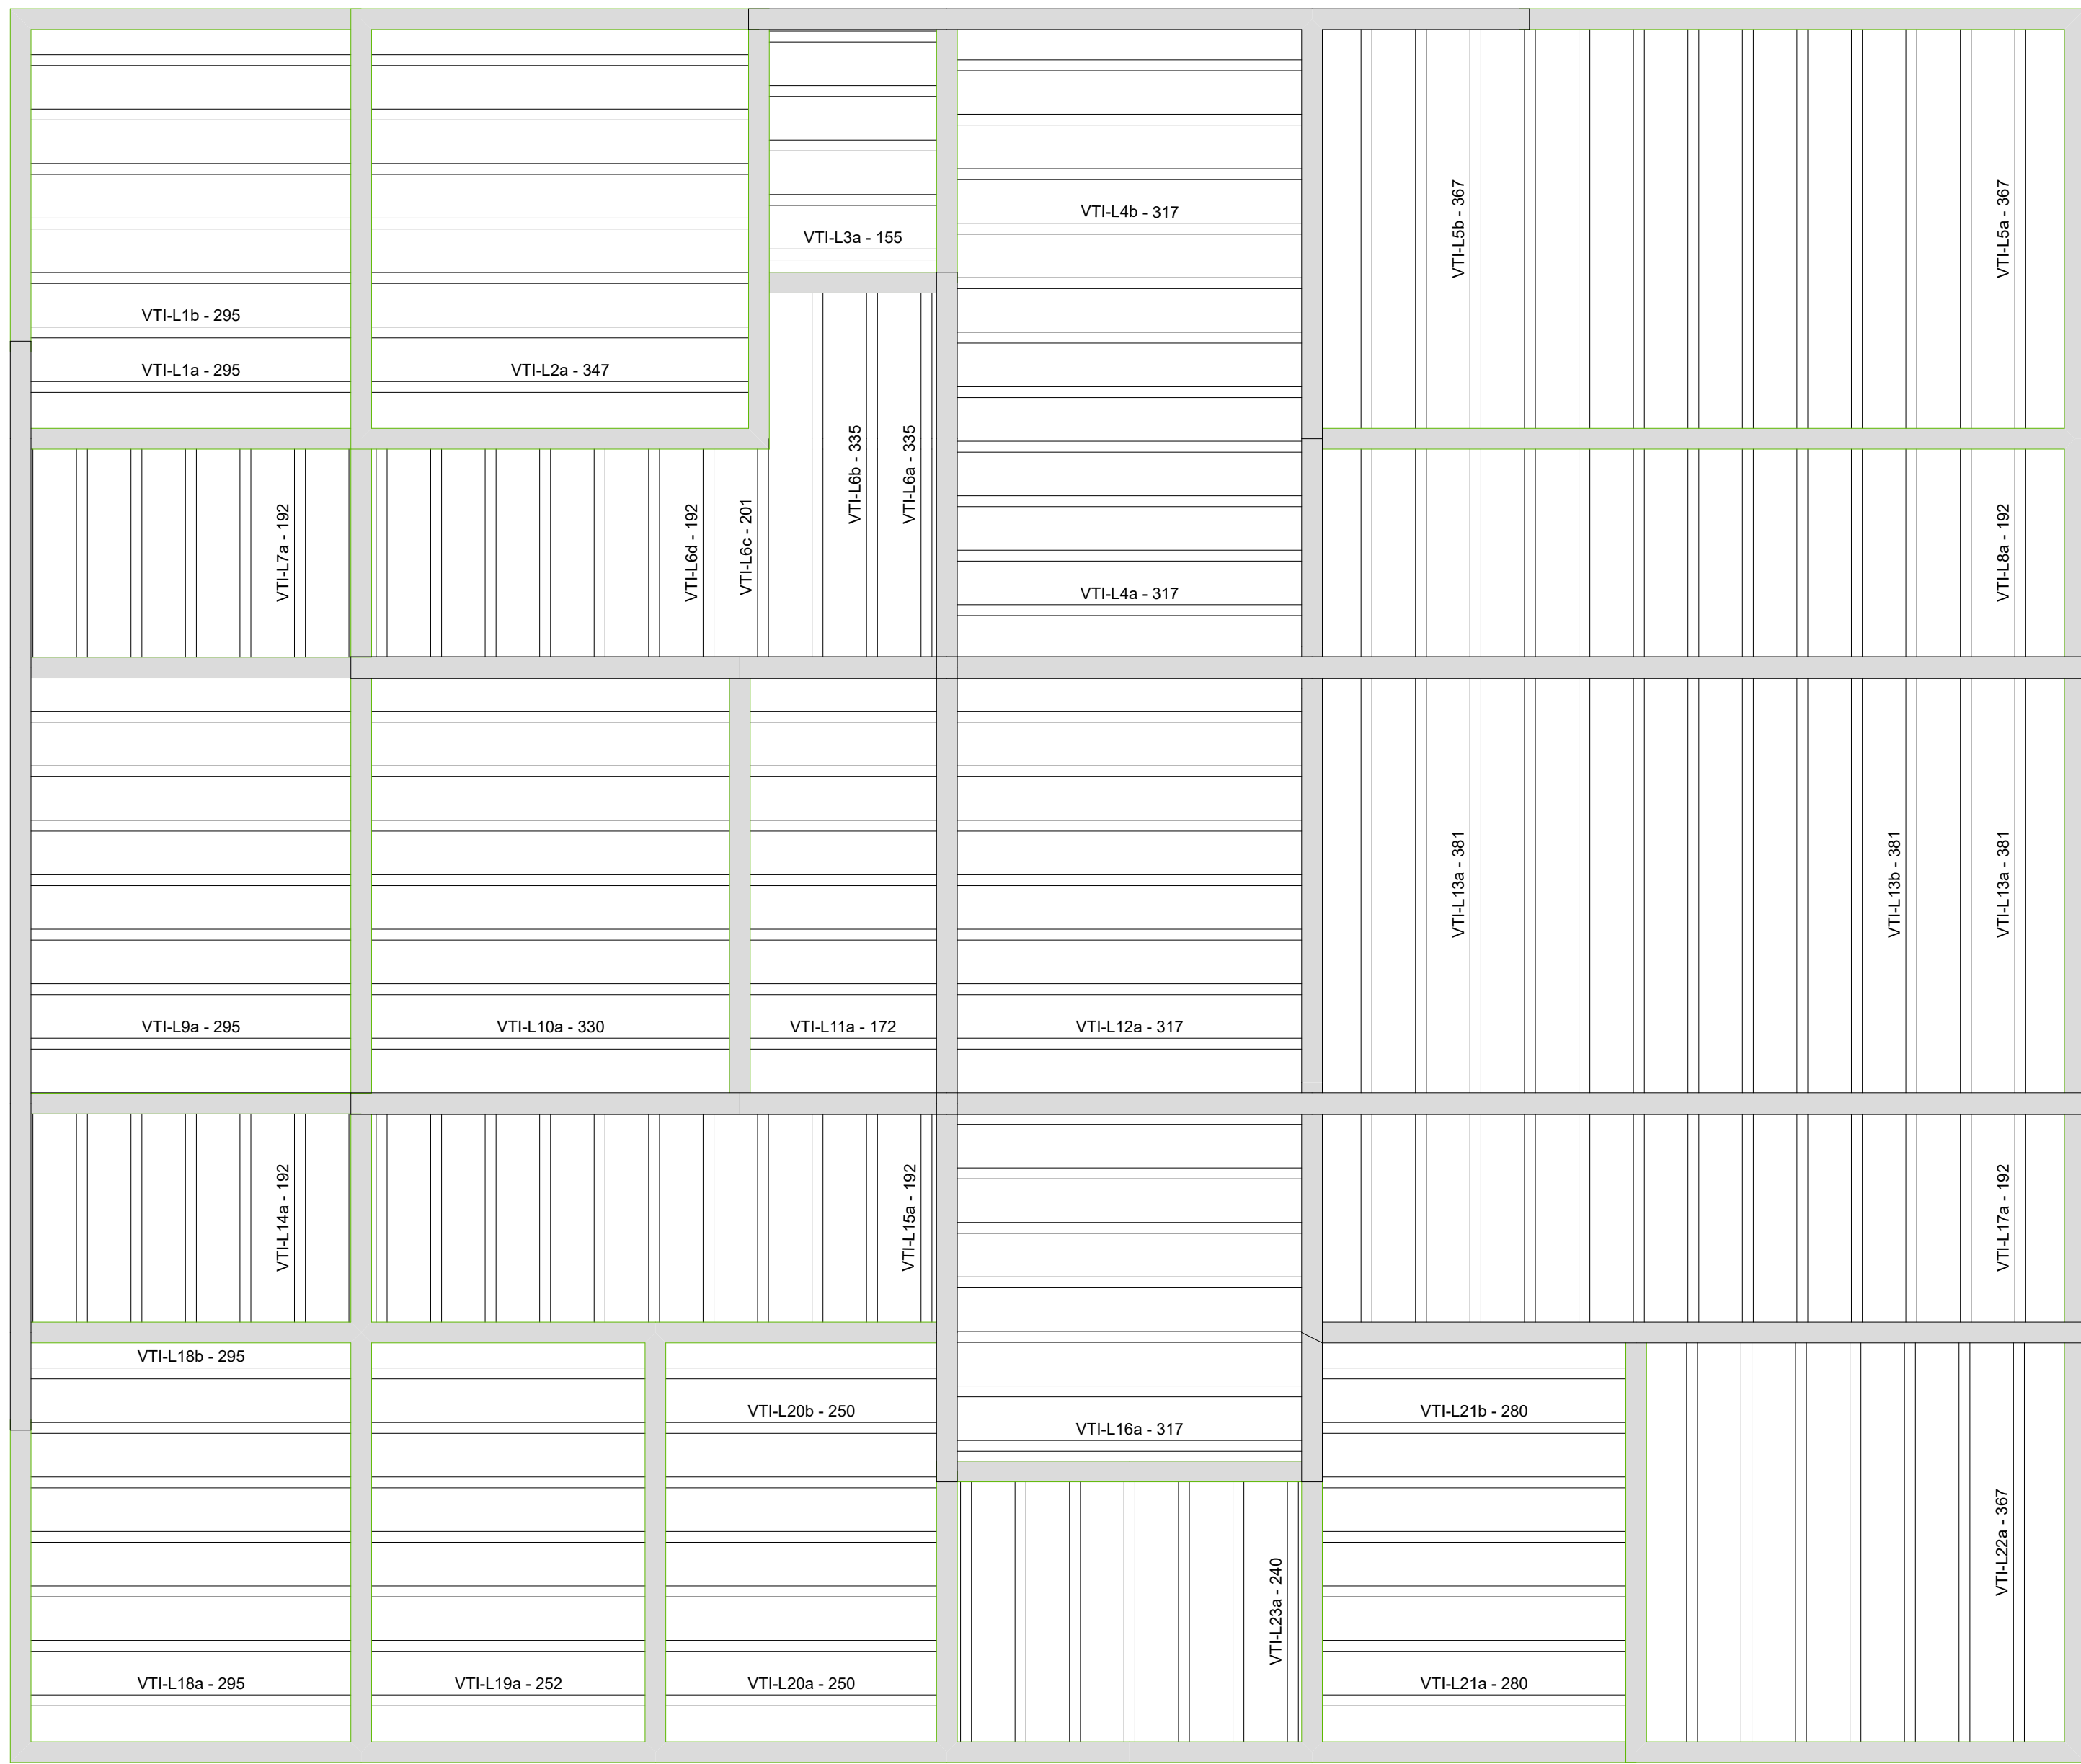 VTI-L1b - 295
VTI-L1a - 295
VTI-L2a - 347
VTI-L3a - 155
VTI-L4b - 317
VTI-L5b - 367
VTI-L5a - 367
VTI-L7a - 192
VTI-L6d - 192
VTI-L6c - 201
VTI-L6b - 335
VTI-L6a - 335
VTI-L4a - 317
VTI-L8a - 192
VTI-L9a - 295
VTI-L10a - 330
VTI-L11a - 172
VTI-L12a - 317
VTI-L13a - 381
VTI-L13b - 381
VTI-L13a - 381
VTI-L14a - 192
VTI-L15a - 192
VTI-L16a - 317
VTI-L17a - 192
VTI-L18b - 295
VTI-L20b - 250
VTI-L21b - 280
VTI-L22a - 367
VTI-L23a - 240
VTI-L18a - 295
VTI-L19a - 252
VTI-L20a - 250
VTI-L21a - 280